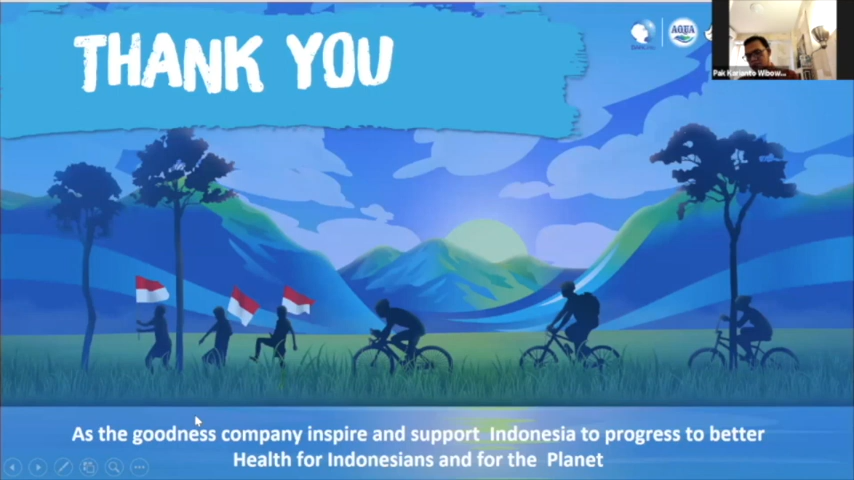 THANK YOU
AQUA
Pak Karianto Wibow...
As the goodness company inspire and support Indonesia to progress to better
Health for Indonesians and for the Planet